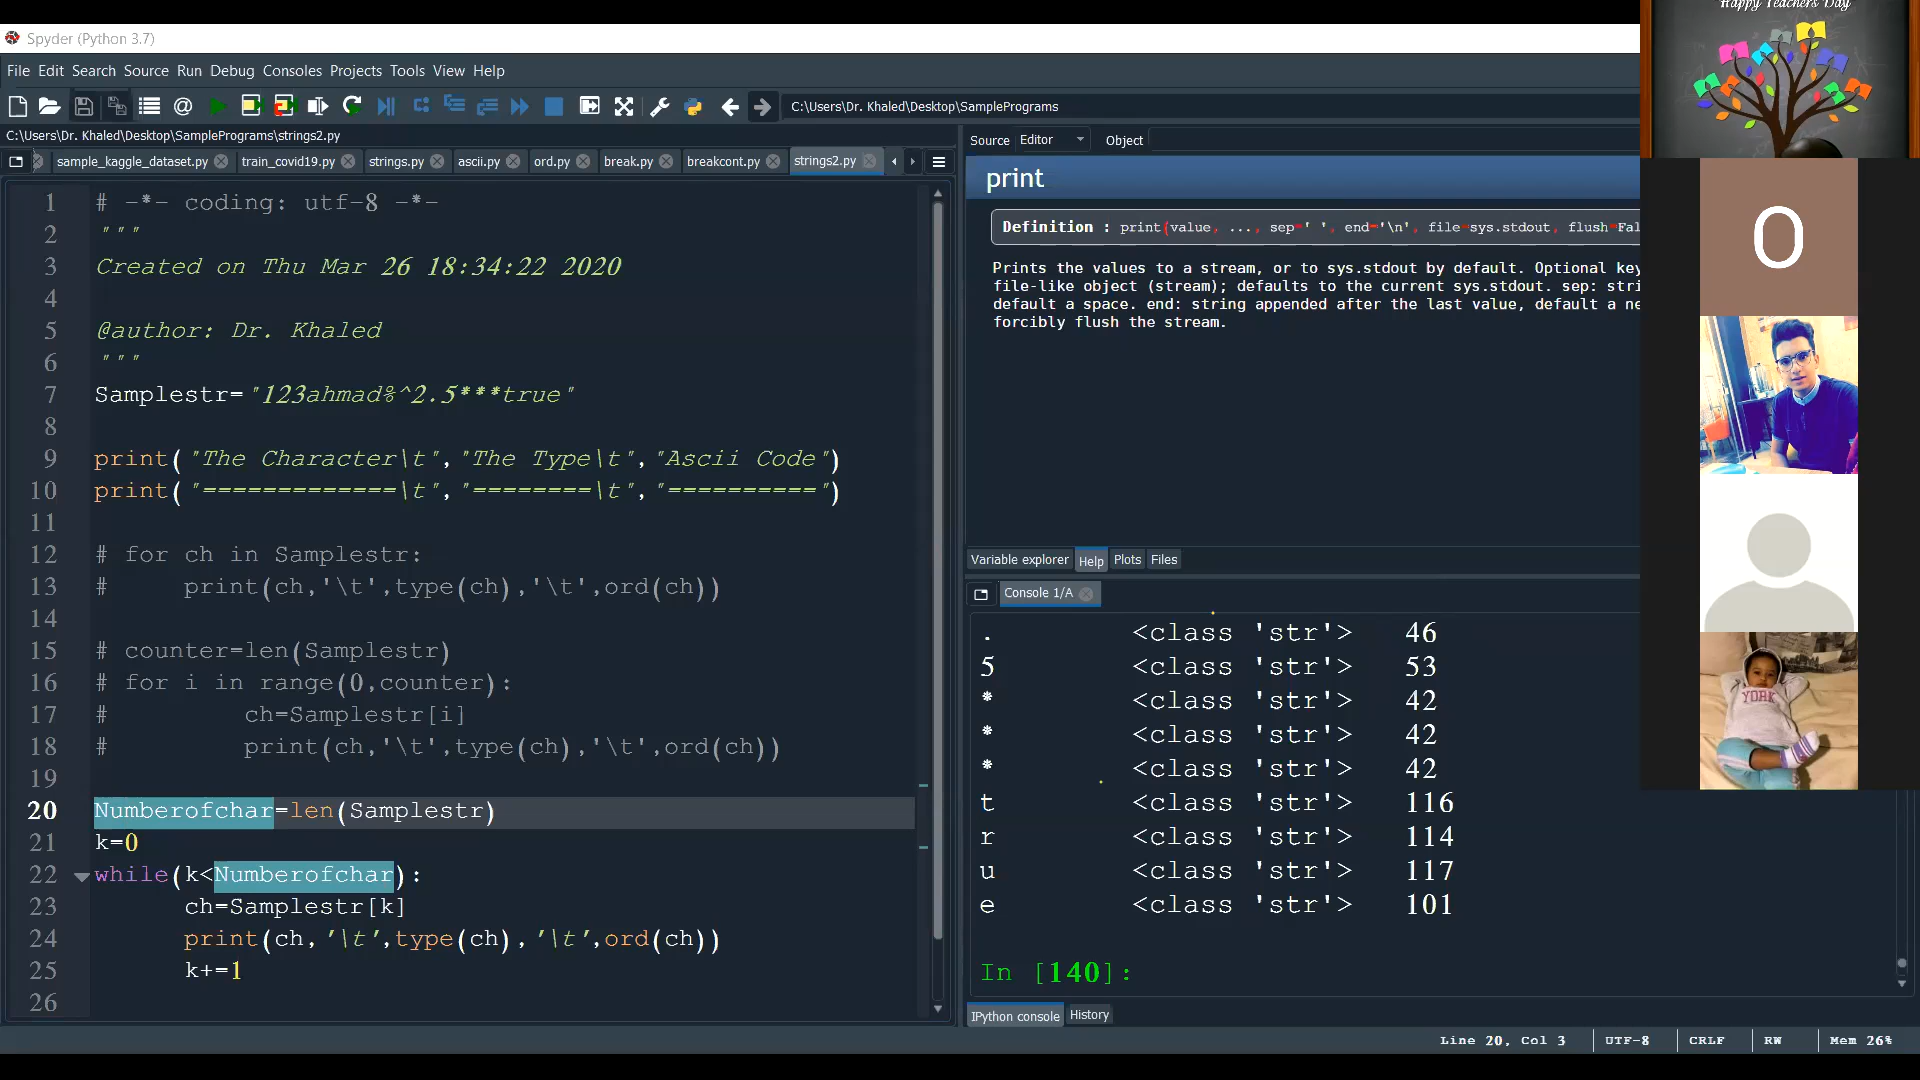 Spyder (Python 3.7)
File Edit Search Source Run Debug Consoles Projects Tools View Help
C:\Users\Dr. Khaled\Desktop\SamplePrograms
C:\Users\Dr. Khaled\Desktop\SamplePrograms\strings2.py
sample_kaggle_dataset.py train_covid19.py strings.py ascii.py ord.py break.py breakcont.py strings2.py
1 # -*- coding: utf-8 -*-
2 """
3 Created on Thu Mar 26 18:34:22 2020
4
5 @author: Dr. Khaled
6 """
7 Samplestr="123ahmad%^2.5***true"
8
9 print("The Character\t","The Type\t","Ascii Code")
10 print("=============\t","========\t","==========")
11
12 # for ch in Samplestr:
13 #     print(ch,'\t',type(ch),'\t',ord(ch))
14
15 # counter=len(Samplestr)
16 # for i in range(0,counter):
17 #         ch=Samplestr[i]
18 #         print(ch,'\t',type(ch),'\t',ord(ch))
19
20 Numberofchar=len(Samplestr)
21 k=0
22 while(k<Numberofchar):
23       ch=Samplestr[k]
24       print(ch,'\t',type(ch),'\t',ord(ch))
25       k+=1
26
Source Editor Object
print
Definition : print(value, ..., sep=' ', end='\n', file=sys.stdout, flush=Fal
Prints the values to a stream, or to sys.stdout by default. Optional key
file-like object (stream); defaults to the current sys.stdout. sep: stri
default a space. end: string appended after the last value, default a ne
forcibly flush the stream.
Variable explorer Help Plots Files
Console 1/A
. <class 'str'> 46
5 <class 'str'> 53
* <class 'str'> 42
* <class 'str'> 42
* <class 'str'> 42
t <class 'str'> 116
r <class 'str'> 114
u <class 'str'> 117
e <class 'str'> 101
In [140]:
IPython console History
Line 20, Col 3 UTF-8 CRLF RW Mem 26%
Happy Teachers Day
O
YORK